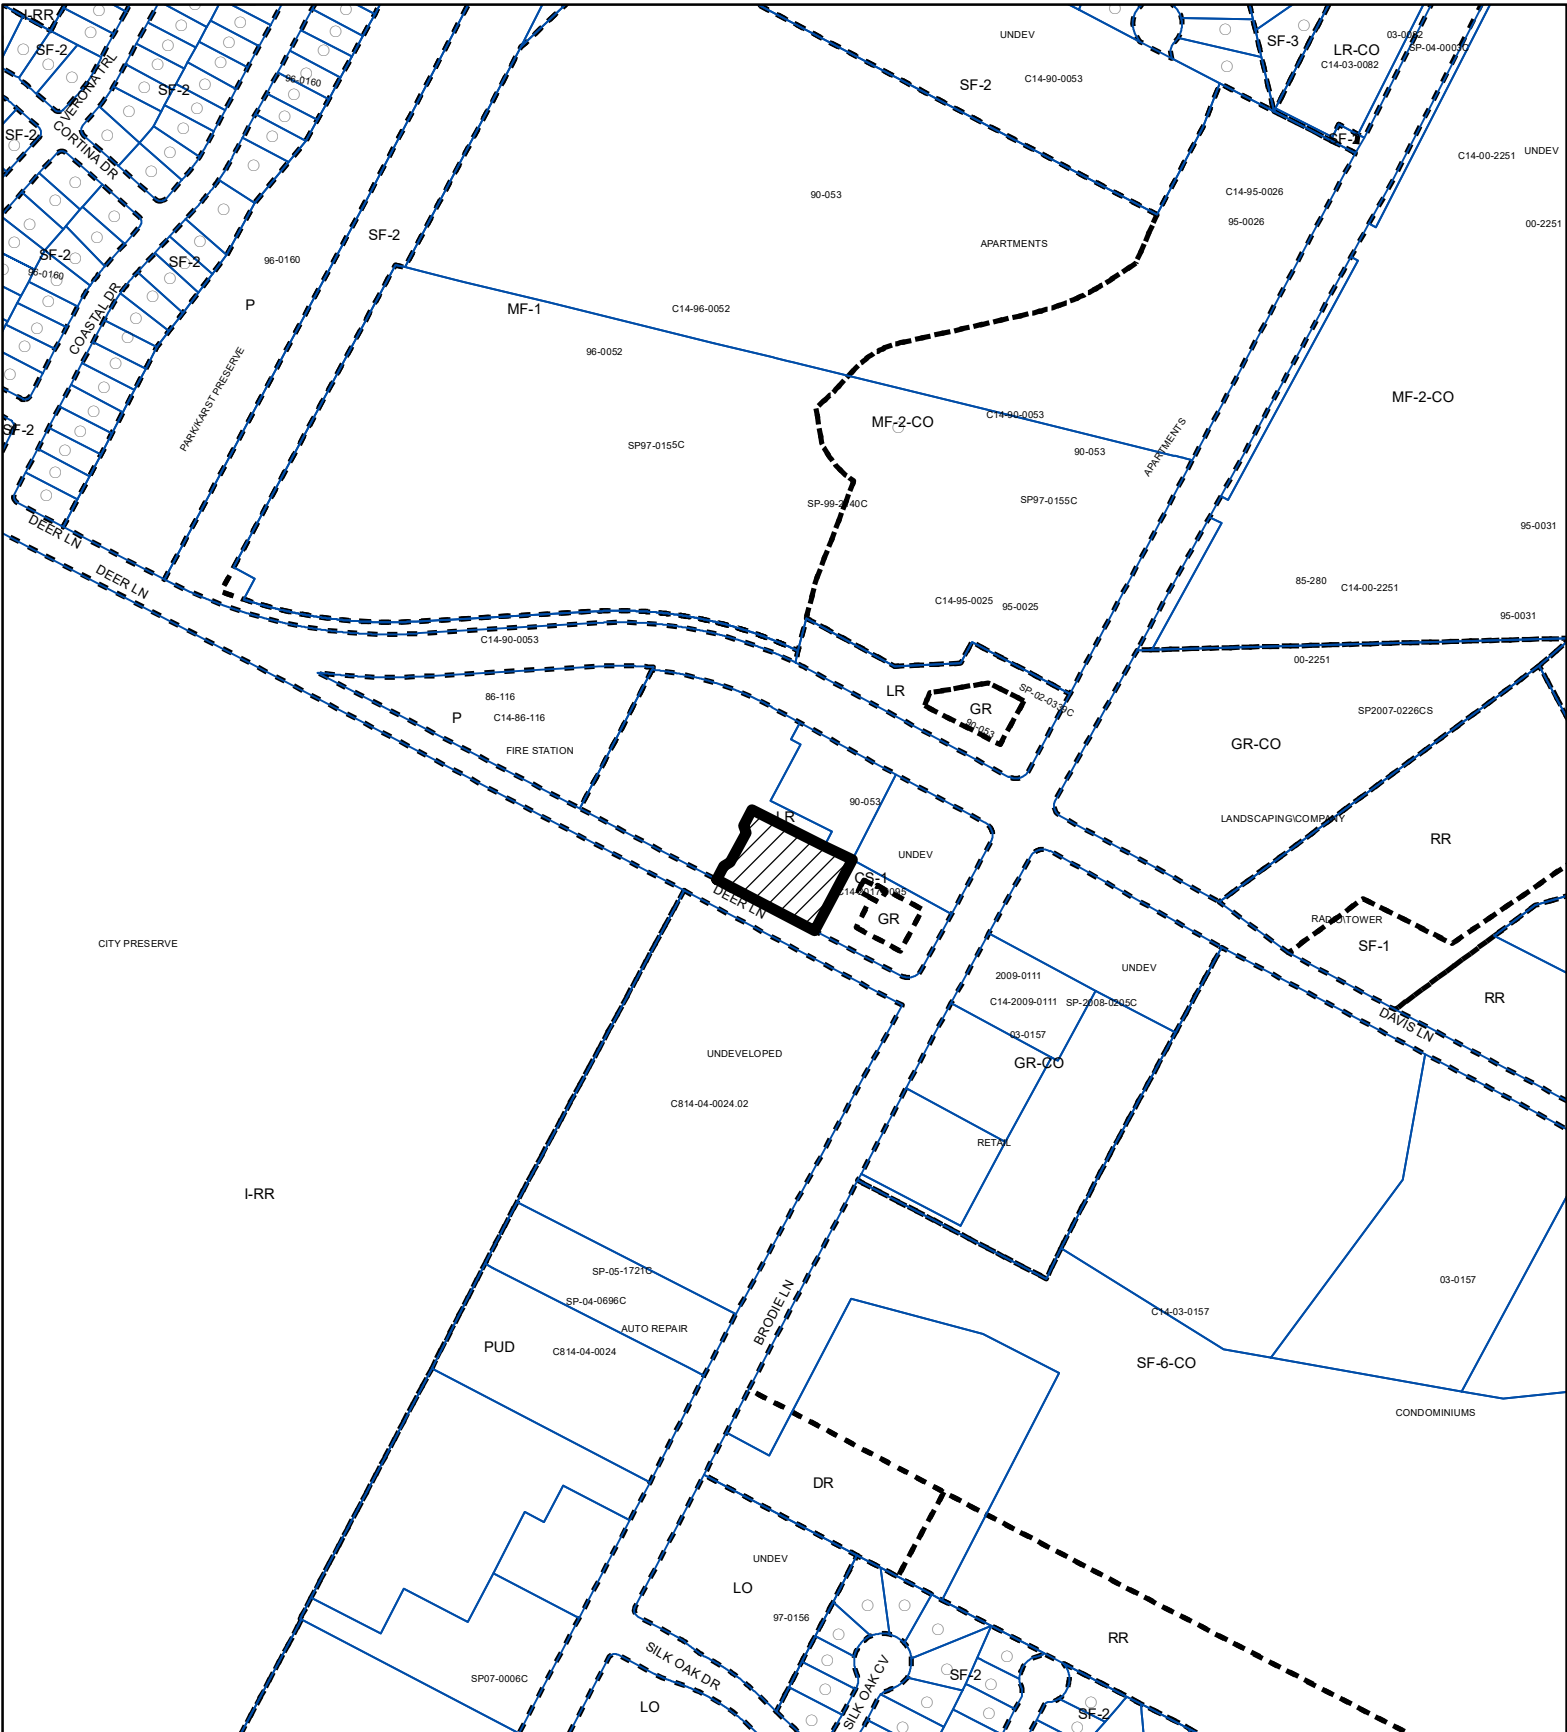 I-RR
SF-2
VERONA TRL
SF-2
96-0160
SF-2
CORTINA DR
UNDEV
SF-2
C14-90-0053
SF-3
LR-CO
C14-03-0082
SP-04-0003C
C14-00-2251
UNDEV
00-2251
90-053
C14-95-0026
95-0026
SF-2
APARTMENTS
SF-2
96-0160
SF-2
96-0160
COASTAL DR
P
PARK/KARST PRESERVE
MF-1
C14-96-0052
96-0052
MF-2-CO
SF-2
MF-2-CO
C14-90-0053
90-053
APARTMENTS
SP97-0155C
SP97-0155C
95-0031
DEER LN
DEER LN
85-280
C14-00-2251
95-0031
C14-95-0025
95-0025
C14-90-0053
00-2251
86-116
P
C14-86-116
FIRE STATION
LR
GR
90-053
SP-02-0339C
SP2007-0226CS
GR-CO
LANDSCAPING\COMPANY
RR
90-053
LR
UNDEV
CS-1
GR
DEER LN
RADIO\TOWER
SF-1
RR
DAVIS LN
CITY PRESERVE
2009-0111
UNDEV
C14-2009-0111
SP-2008-0205C
03-0157
GR-CO
UNDEVELOPED
C814-04-0024.02
RETAIL
I-RR
SP-05-1721C
SP-04-0696C
AUTO REPAIR
PUD
C814-04-0024
BRODIE LN
03-0157
C14-03-0157
SF-6-CO
CONDOMINIUMS
DR
UNDEV
LO
97-0156
RR
SILK OAK DR
SILK OAK CV
SF-2
SP07-0006C
LO
SF-2